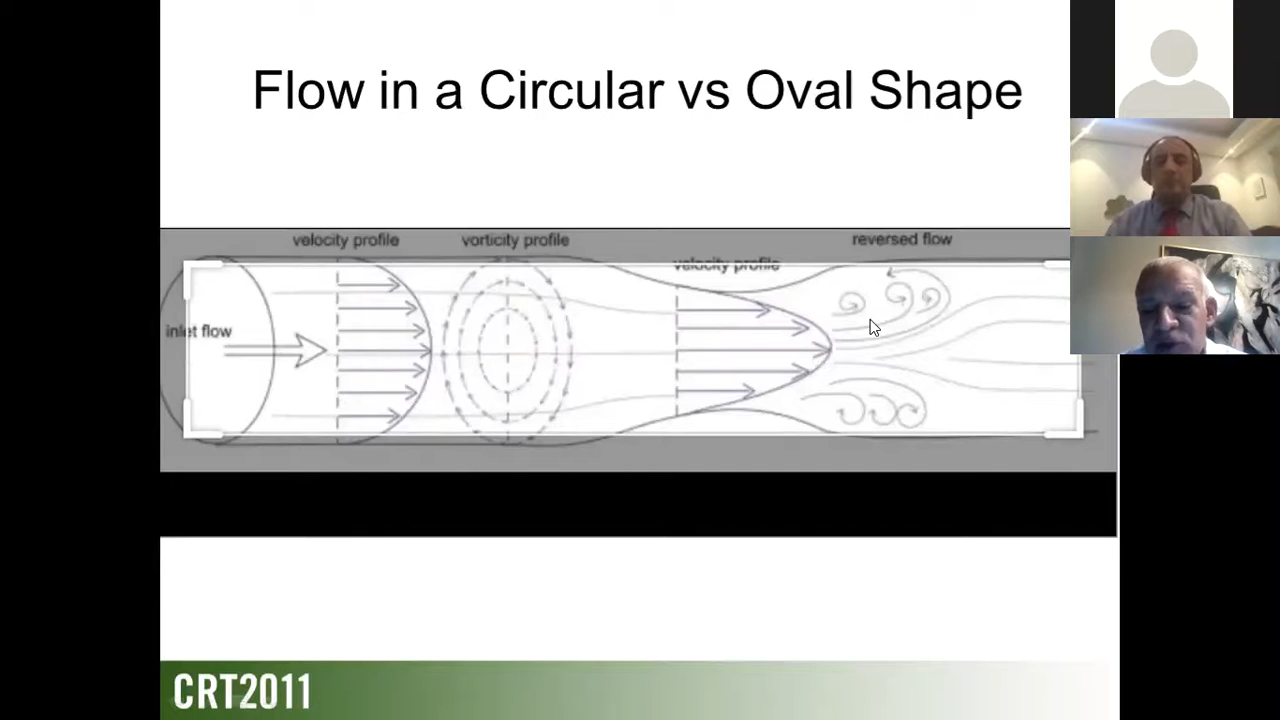 Flow in a Circular vs Oval Shape
velocity profile
vorticity profile
reversed flow
velocity profile
inlet flow
CRT2011